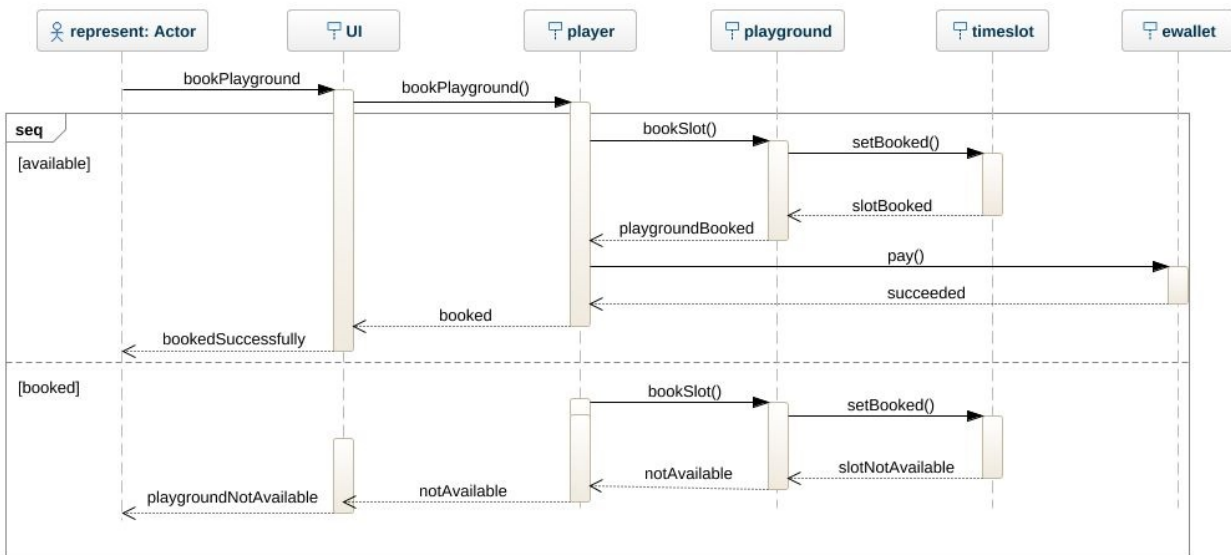 represent: Actor
UI
player
playground
timeslot
ewallet
bookPlayground
bookPlayground()
seq
bookSlot()
setBooked()
[available]
slotBooked
playgroundBooked
pay()
succeeded
booked
bookedSuccessfully
[booked]
bookSlot()
setBooked()
slotNotAvailable
notAvailable
notAvailable
playgroundNotAvailable